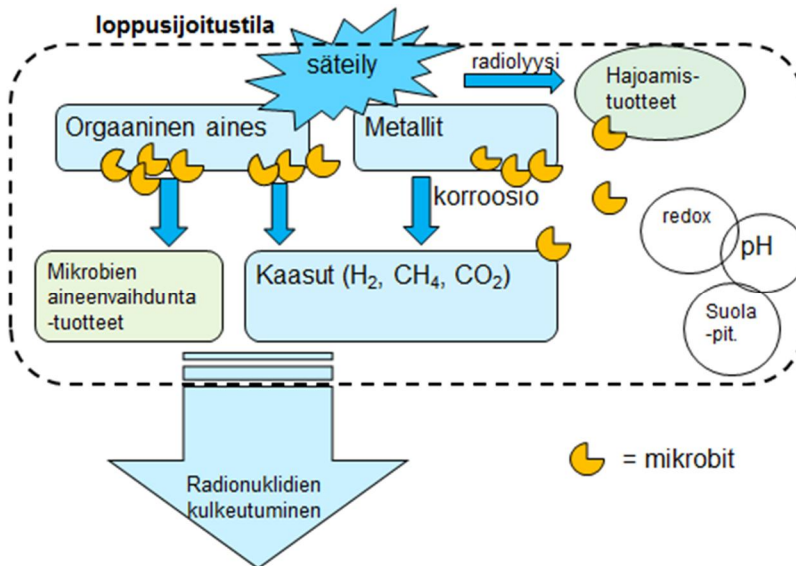 loppusijoitustila
säteily
radiolyysi
Hajoamis-
tuotteet
Orgaaninen aines
Metallit
korroosio
redox
pH
Suola
-pit.
Mikrobien
aineenvaihdunta
-tuotteet
Kaasut (H₂, CH₄, CO₂)
Radionuklidien
kulkeutuminen
= mikrobit